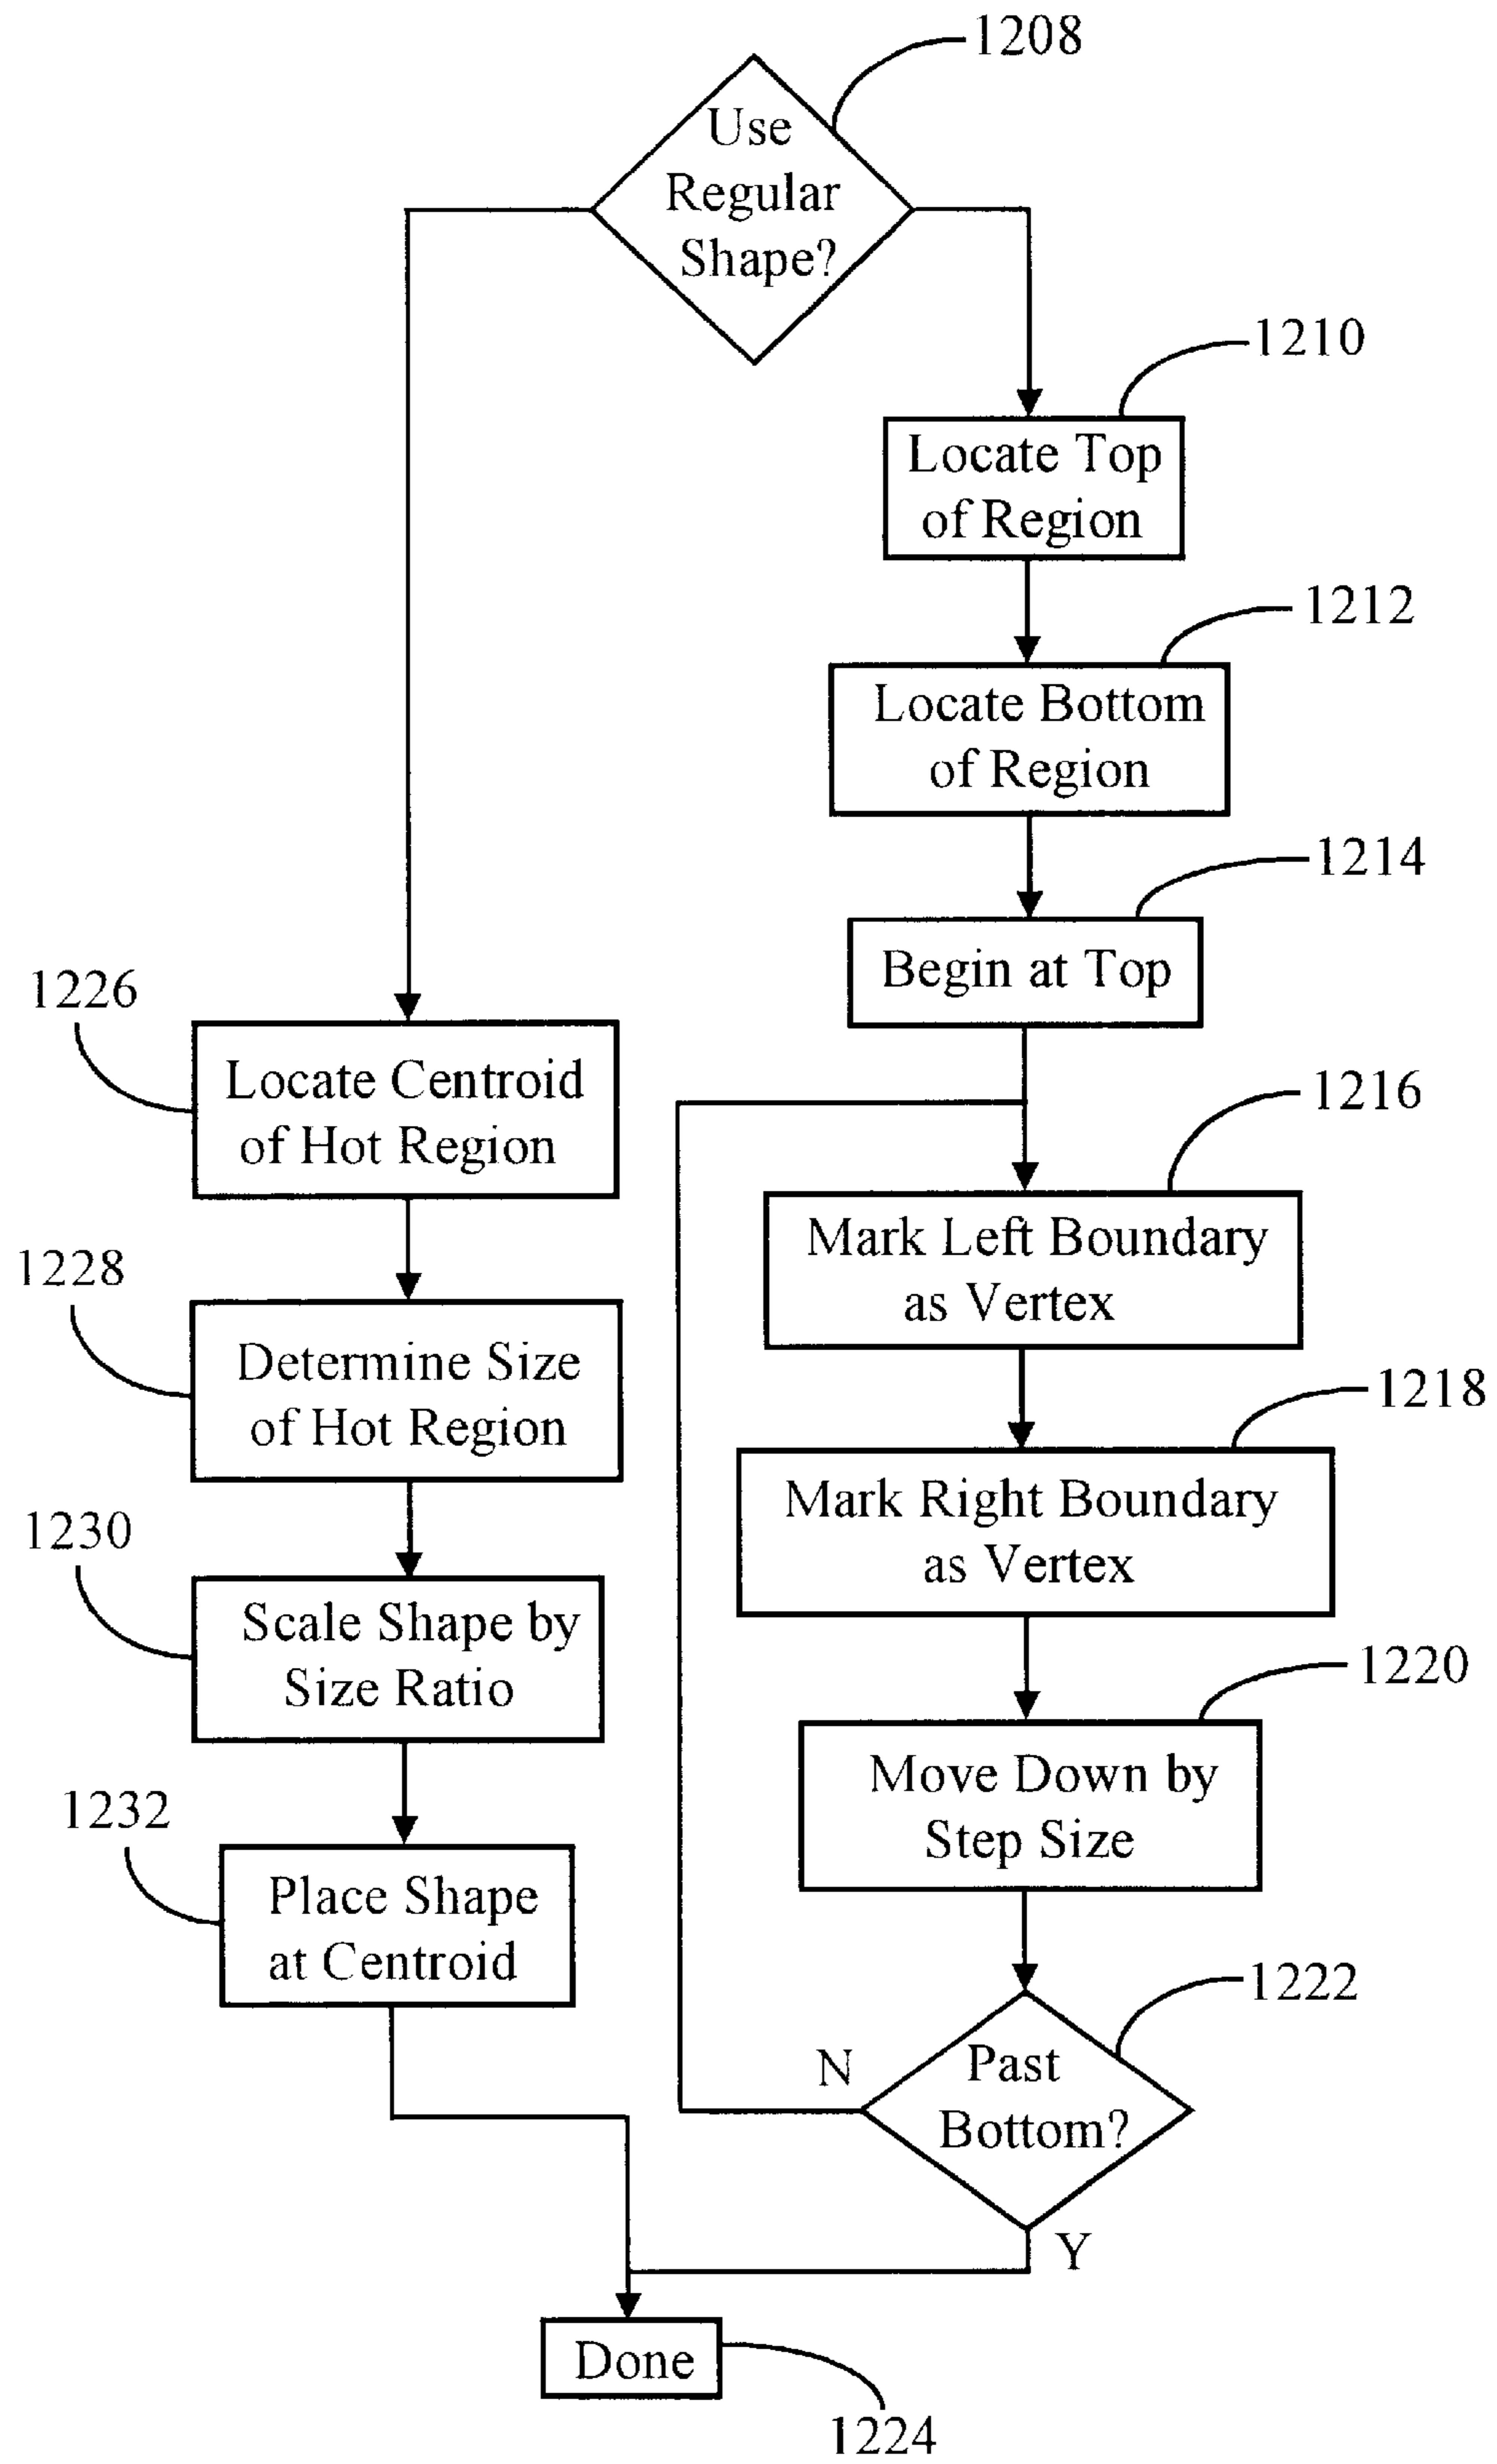 1208
Use
Regular
Shape?
1210
Locate Top
of Region
1212
Locate Bottom
of Region
1214
Begin at Top
1226
Locate Centroid
of Hot Region
1216
Mark Left Boundary
as Vertex
1228
Determine Size
of Hot Region
1218
Mark Right Boundary
as Vertex
1230
Scale Shape by
Size Ratio
1220
Move Down by
Step Size
1232
Place Shape
at Centroid
1222
N
Past
Bottom?
Y
Done
1224